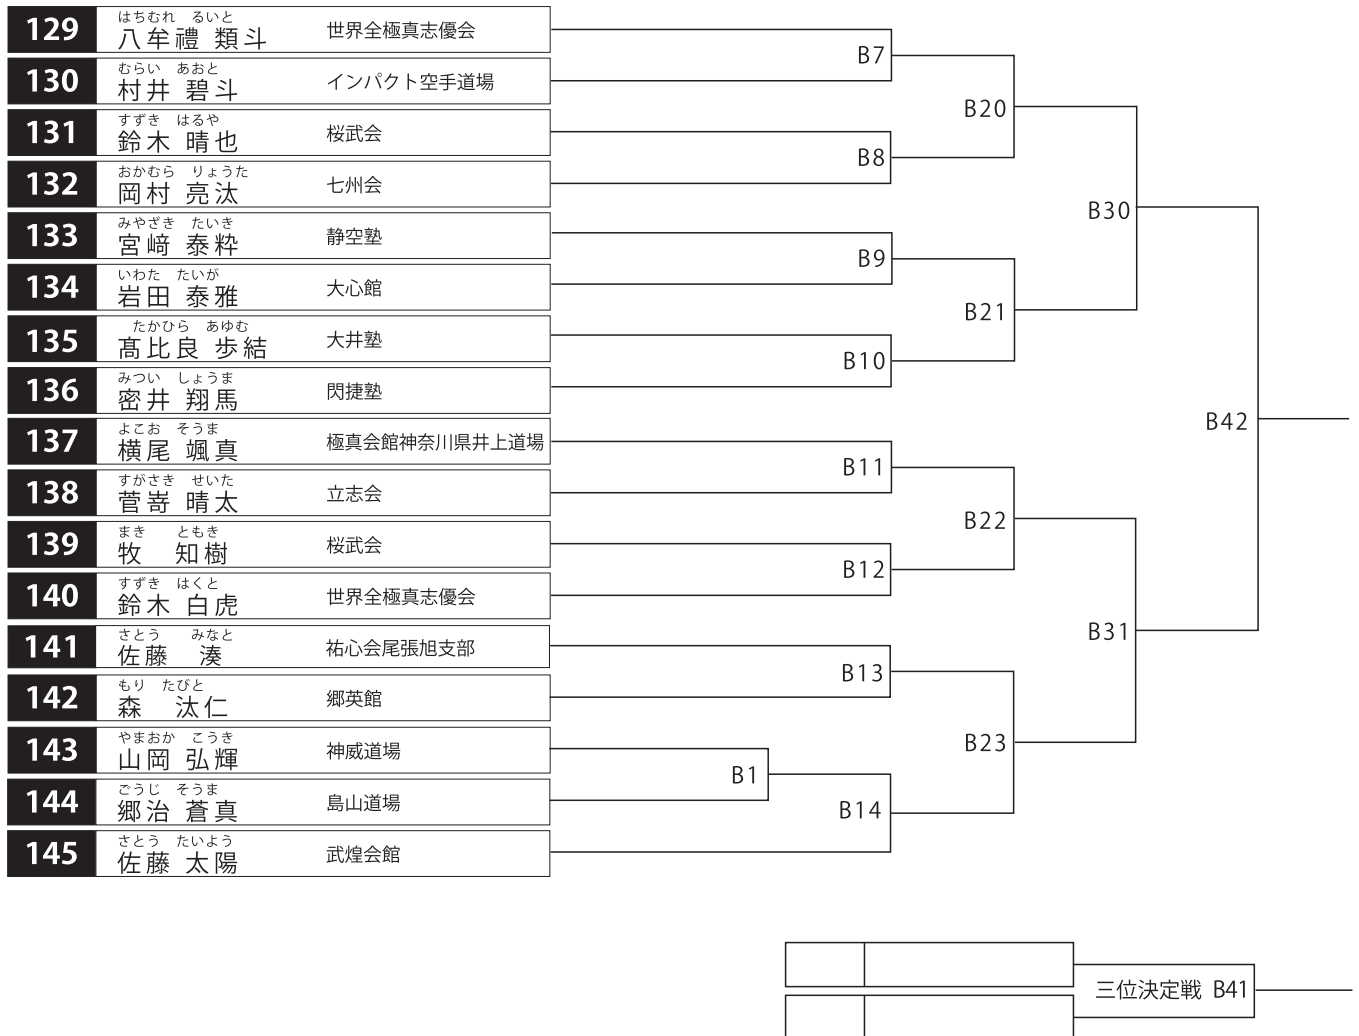 はちむれ るいと
129 八牟禮 類斗 世界全極真志優会
むらい あおと
130 村井 碧斗 インパクト空手道場
すずき はるや
131 鈴木 晴也 桜武会
おかむら りょうた
132 岡村 亮汰 七州会
みやざき たいき
133 宮﨑 泰粋 静空塾
いわた たいが
134 岩田 泰雅 大心館
たかひら あゆむ
135 髙比良 歩結 大井塾
みつい しょうま
136 密井 翔馬 閃捷塾
よこお そうま
137 横尾 颯真 極真会館神奈川県井上道場
すがさき せいた
138 菅嵜 晴太 立志会
まき ともき
139 牧 知樹 桜武会
すずき はくと
140 鈴木 白虎 世界全極真志優会
さとう みなと
141 佐藤 湊 祐心会尾張旭支部
もり たびと
142 森 汰仁 郷英館
やまおか こうき
143 山岡 弘輝 神威道場
ごうじ そうま
144 郷治 蒼真 島山道場
さとう たいよう
145 佐藤 太陽 武煌会館
B1
B7
B8
B9
B10
B11
B12
B13
B14
B20
B21
B22
B23
B30
B31
B42
三位決定戦 B41